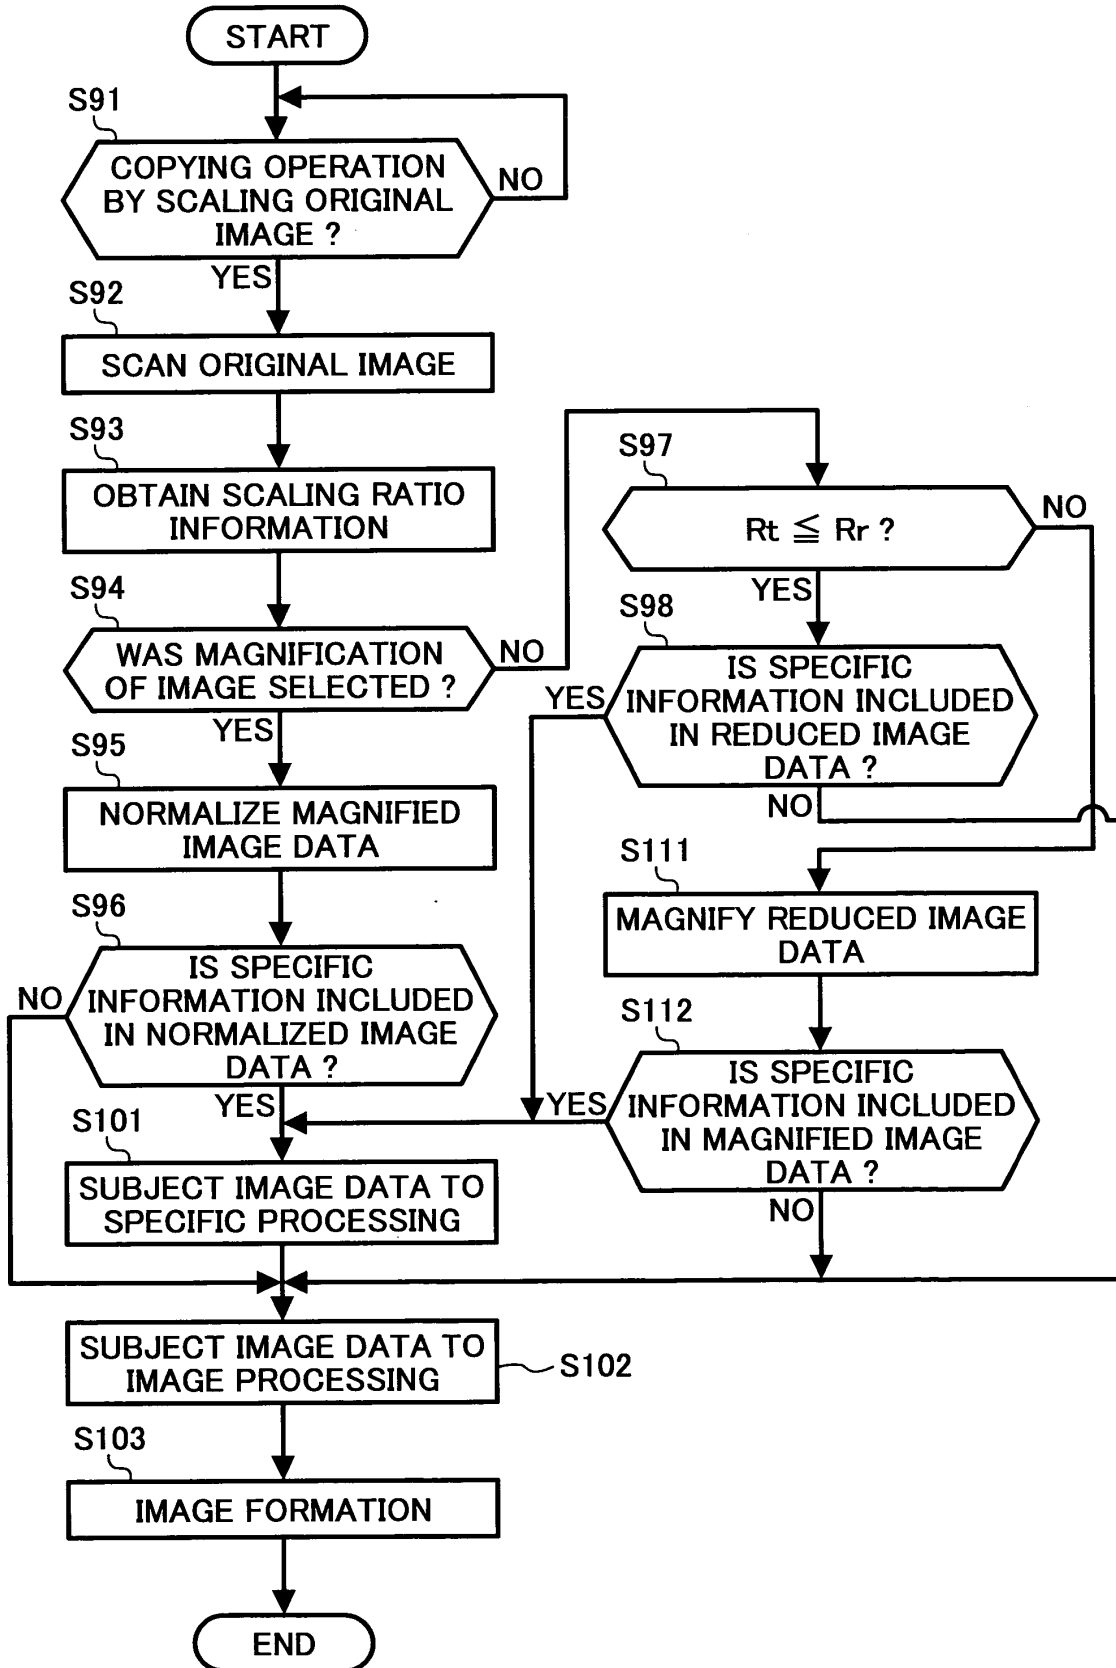 START
S91
COPYING OPERATION
BY SCALING ORIGINAL
IMAGE ?
NO
YES
S92
SCAN ORIGINAL IMAGE
S93
OBTAIN SCALING RATIO
INFORMATION
S94
WAS MAGNIFICATION
OF IMAGE SELECTED ?
NO
YES
S95
NORMALIZE MAGNIFIED
IMAGE DATA
S96
IS SPECIFIC
INFORMATION INCLUDED
IN NORMALIZED IMAGE
DATA ?
NO
YES
S97
Rt ≦ Rr ?
NO
YES
S98
IS SPECIFIC
INFORMATION INCLUDED
IN REDUCED IMAGE
DATA ?
YES
NO
S111
MAGNIFY REDUCED IMAGE
DATA
S112
IS SPECIFIC
INFORMATION INCLUDED
IN MAGNIFIED IMAGE
DATA ?
YES
NO
S101
SUBJECT IMAGE DATA TO
SPECIFIC PROCESSING
SUBJECT IMAGE DATA TO
IMAGE PROCESSING
S102
S103
IMAGE FORMATION
END